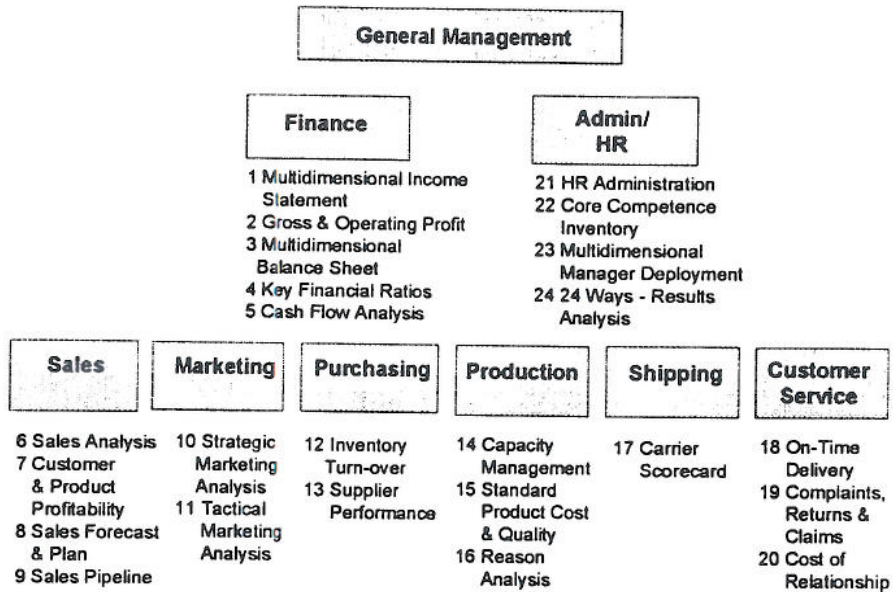 General Management
Finance
1 Multidimensional Income
Statement
2 Gross & Operating Profit
3 Multidimensional
Balance Sheet
4 Key Financial Ratios
5 Cash Flow Analysis
Admin/
HR
21 HR Administration
22 Core Competence
Inventory
23 Multidimensional
Manager Deployment
24 24 Ways - Results
Analysis
Sales
6 Sales Analysis
7 Customer
& Product
Profitability
8 Sales Forecast
& Plan
9 Sales Pipeline
Marketing
10 Strategic
Marketing
Analysis
11 Tactical
Marketing
Analysis
Purchasing
12 Inventory
Turn-over
13 Supplier
Performance
Production
14 Capacity
Management
15 Standard
Product Cost
& Quality
16 Reason
Analysis
Shipping
17 Carrier
Scorecard
Customer
Service
18 On-Time
Delivery
19 Complaints,
Returns &
Claims
20 Cost of
Relationship